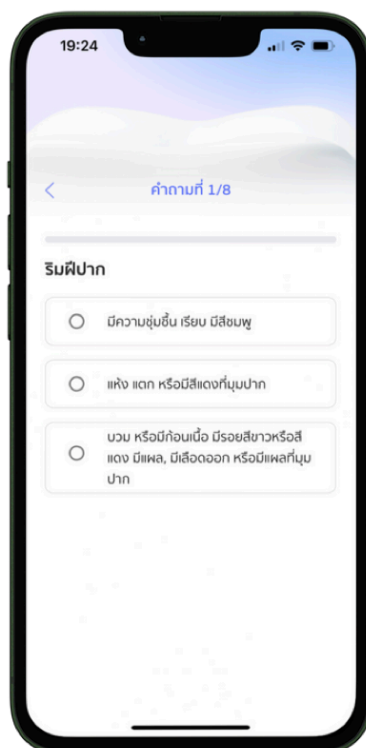 19:24
คำถามที่ 1/8
ริมฝีปาก
มีความชุ่มชื้น เรียบ มีสีชมพู
แห้ง แตก หรือมีสีแดงที่มุมปาก
บวม หรือมีก้อนเนื้อ มีรอยสีขาวหรือสี
แดง มีแผล, มีเลือดออก หรือมีแผลที่มุม
ปาก